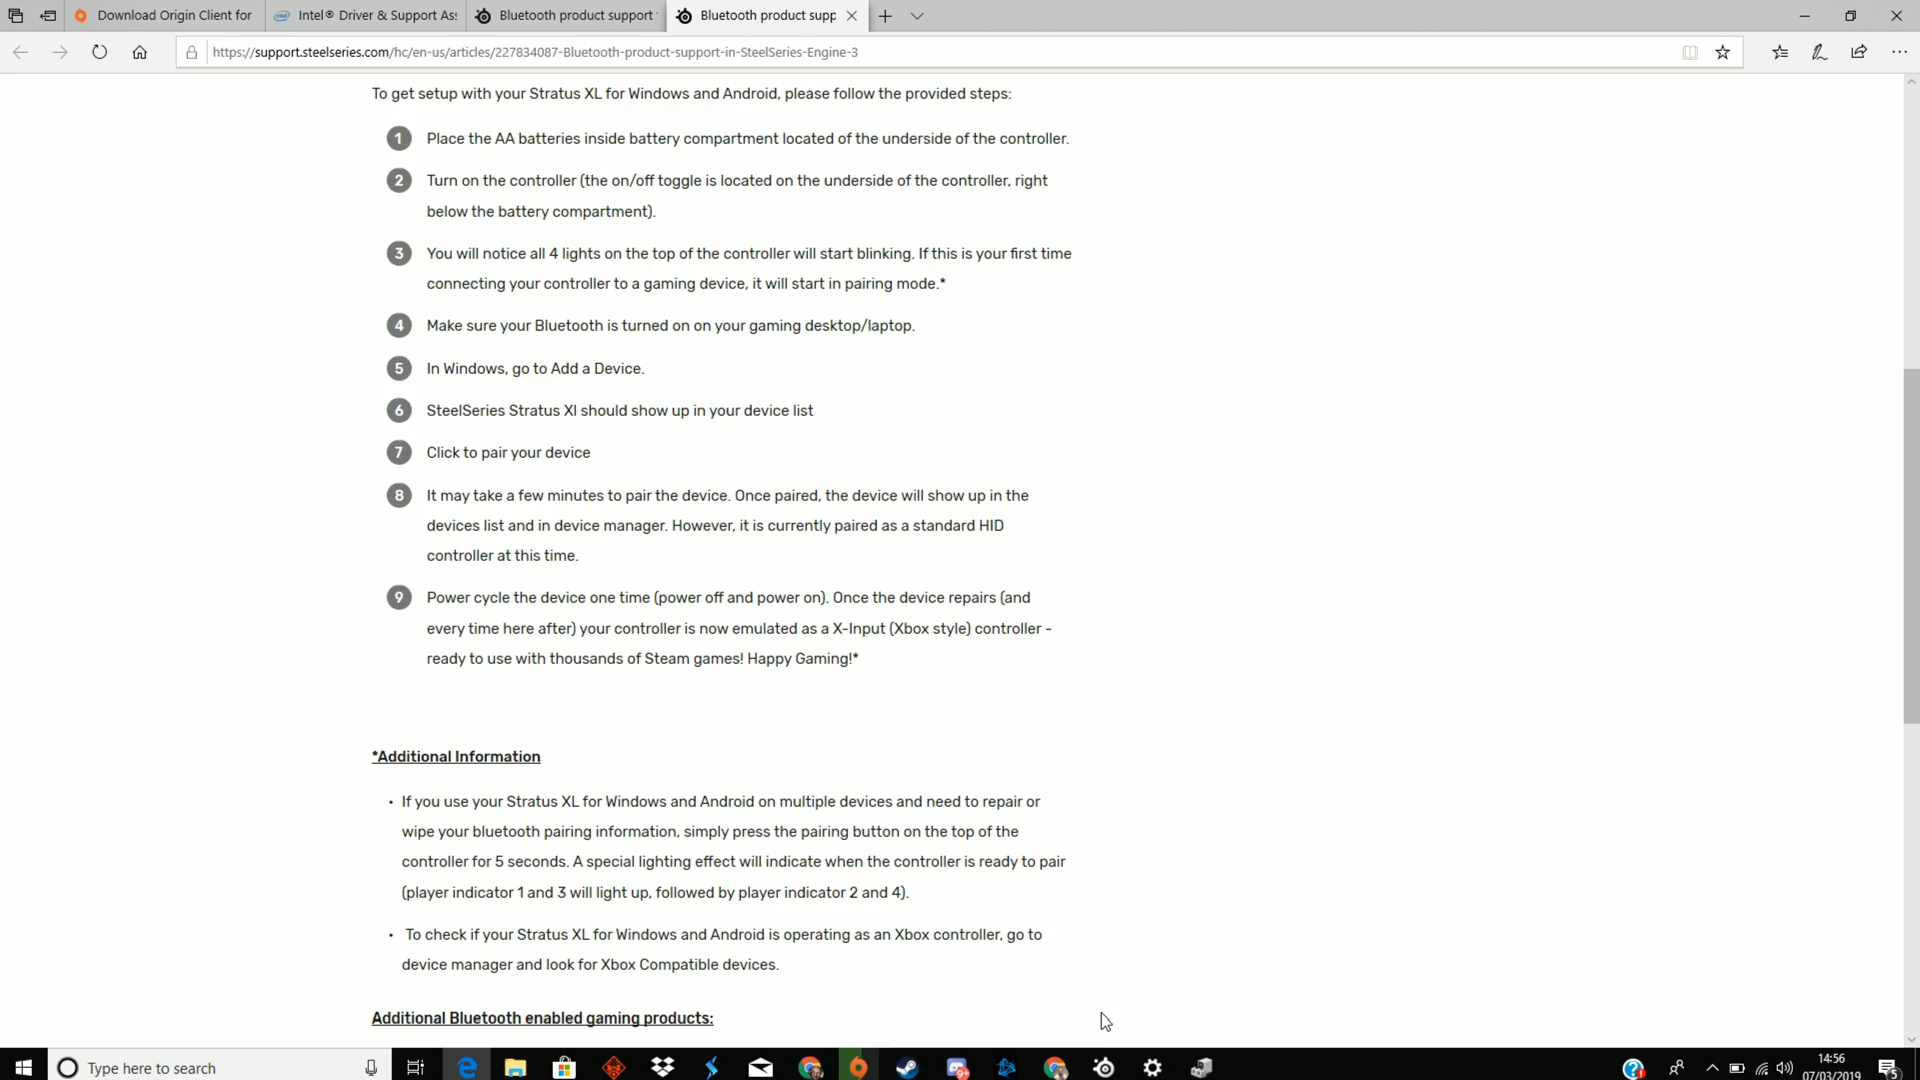 Download Origin Client for
Intel® Driver & Support Ass
Bluetooth product support
Bluetooth product supp
https://support.steelseries.com/hc/en-us/articles/227834087-Bluetooth-product-support-in-SteelSeries-Engine-3
To get setup with your Stratus XL for Windows and Android, please follow the provided steps:
1 Place the AA batteries inside battery compartment located of the underside of the controller.
2 Turn on the controller (the on/off toggle is located on the underside of the controller, right
below the battery compartment).
3 You will notice all 4 lights on the top of the controller will start blinking. If this is your first time
connecting your controller to a gaming device, it will start in pairing mode.*
4 Make sure your Bluetooth is turned on on your gaming desktop/laptop.
5 In Windows, go to Add a Device.
6 SteelSeries Stratus Xl should show up in your device list
7 Click to pair your device
8 It may take a few minutes to pair the device. Once paired, the device will show up in the
devices list and in device manager. However, it is currently paired as a standard HID
controller at this time.
9 Power cycle the device one time (power off and power on). Once the device repairs (and
every time here after) your controller is now emulated as a X-Input (Xbox style) controller -
ready to use with thousands of Steam games! Happy Gaming!*
*Additional Information
• If you use your Stratus XL for Windows and Android on multiple devices and need to repair or
wipe your bluetooth pairing information, simply press the pairing button on the top of the
controller for 5 seconds. A special lighting effect will indicate when the controller is ready to pair
(player indicator 1 and 3 will light up, followed by player indicator 2 and 4).
• To check if your Stratus XL for Windows and Android is operating as an Xbox controller, go to
device manager and look for Xbox Compatible devices.
Additional Bluetooth enabled gaming products:
Type here to search
14:56
07/03/2019
5